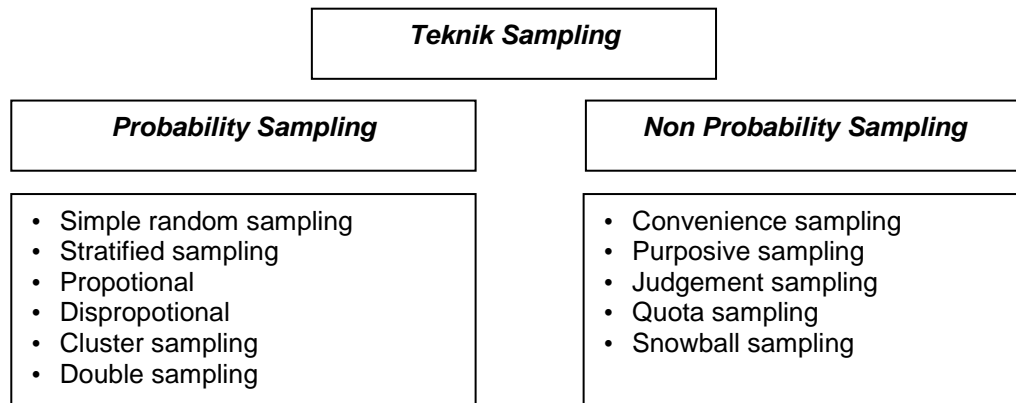 Teknik Sampling
Probability Sampling
Non Probability Sampling
• Simple random sampling
• Stratified sampling
• Propotional
• Dispropotional
• Cluster sampling
• Double sampling
• Convenience sampling
• Purposive sampling
• Judgement sampling
• Quota sampling
• Snowball sampling